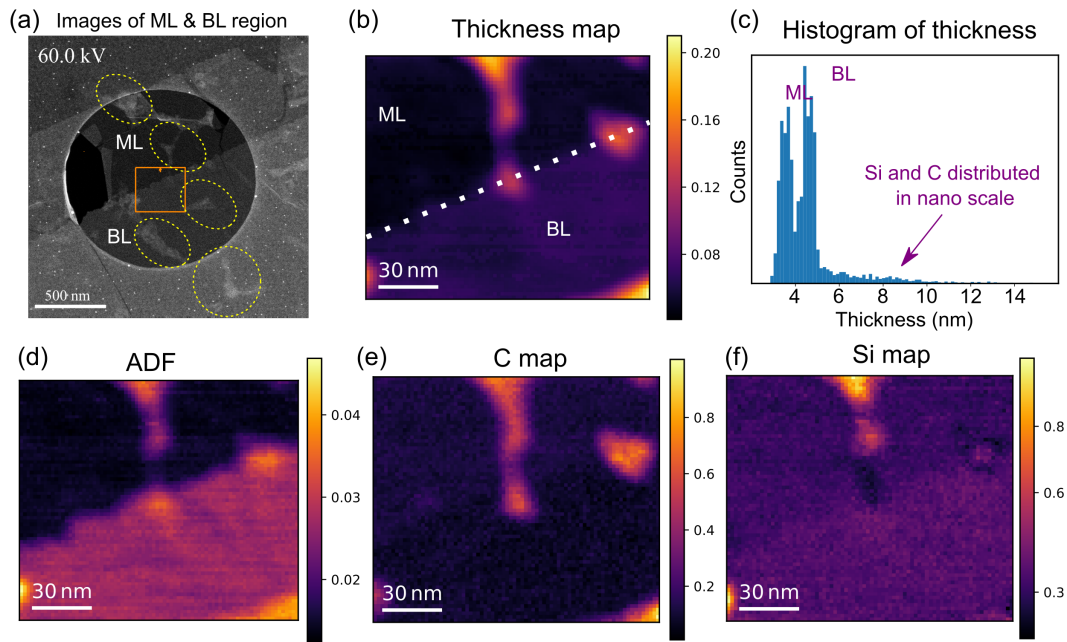 (a) Images of ML & BL region
60.0 kV
ML
BL
500 nm
(b)
Thickness map
ML
BL
30 nm
0.20
0.16
0.12
0.08
(c)
Histogram of thickness
ML
BL
Si and C distributed
in nano scale
Counts
4 6 8 10 12 14
Thickness (nm)
(d)
ADF
30 nm
0.04
0.03
0.02
(e)
C map
30 nm
0.8
0.6
0.4
0.2
(f)
Si map
30 nm
0.8
0.6
0.3